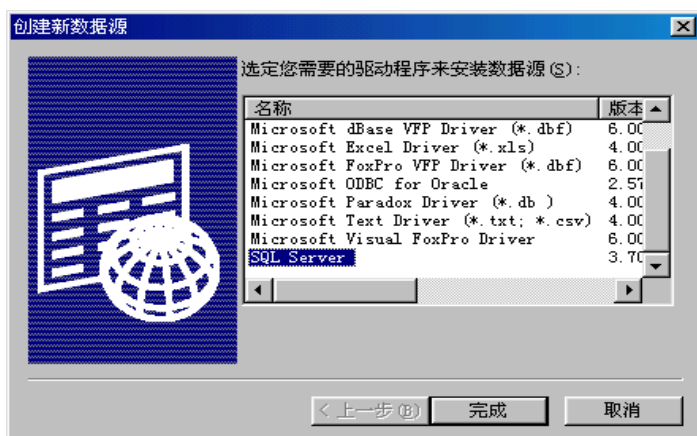 创建新数据源
选定您需要的驱动程序来安装数据源(S):
名称 版本
Microsoft dBase VFP Driver (*.dbf) 6.00
Microsoft Excel Driver (*.xls) 4.00
Microsoft FoxPro VFP Driver (*.dbf) 6.00
Microsoft ODBC for Oracle 2.57
Microsoft Paradox Driver (*.db ) 4.00
Microsoft Text Driver (*.txt; *.csv) 4.00
Microsoft Visual FoxPro Driver 6.00
SQL Server 3.70
< 上一步(B) 完成 取消